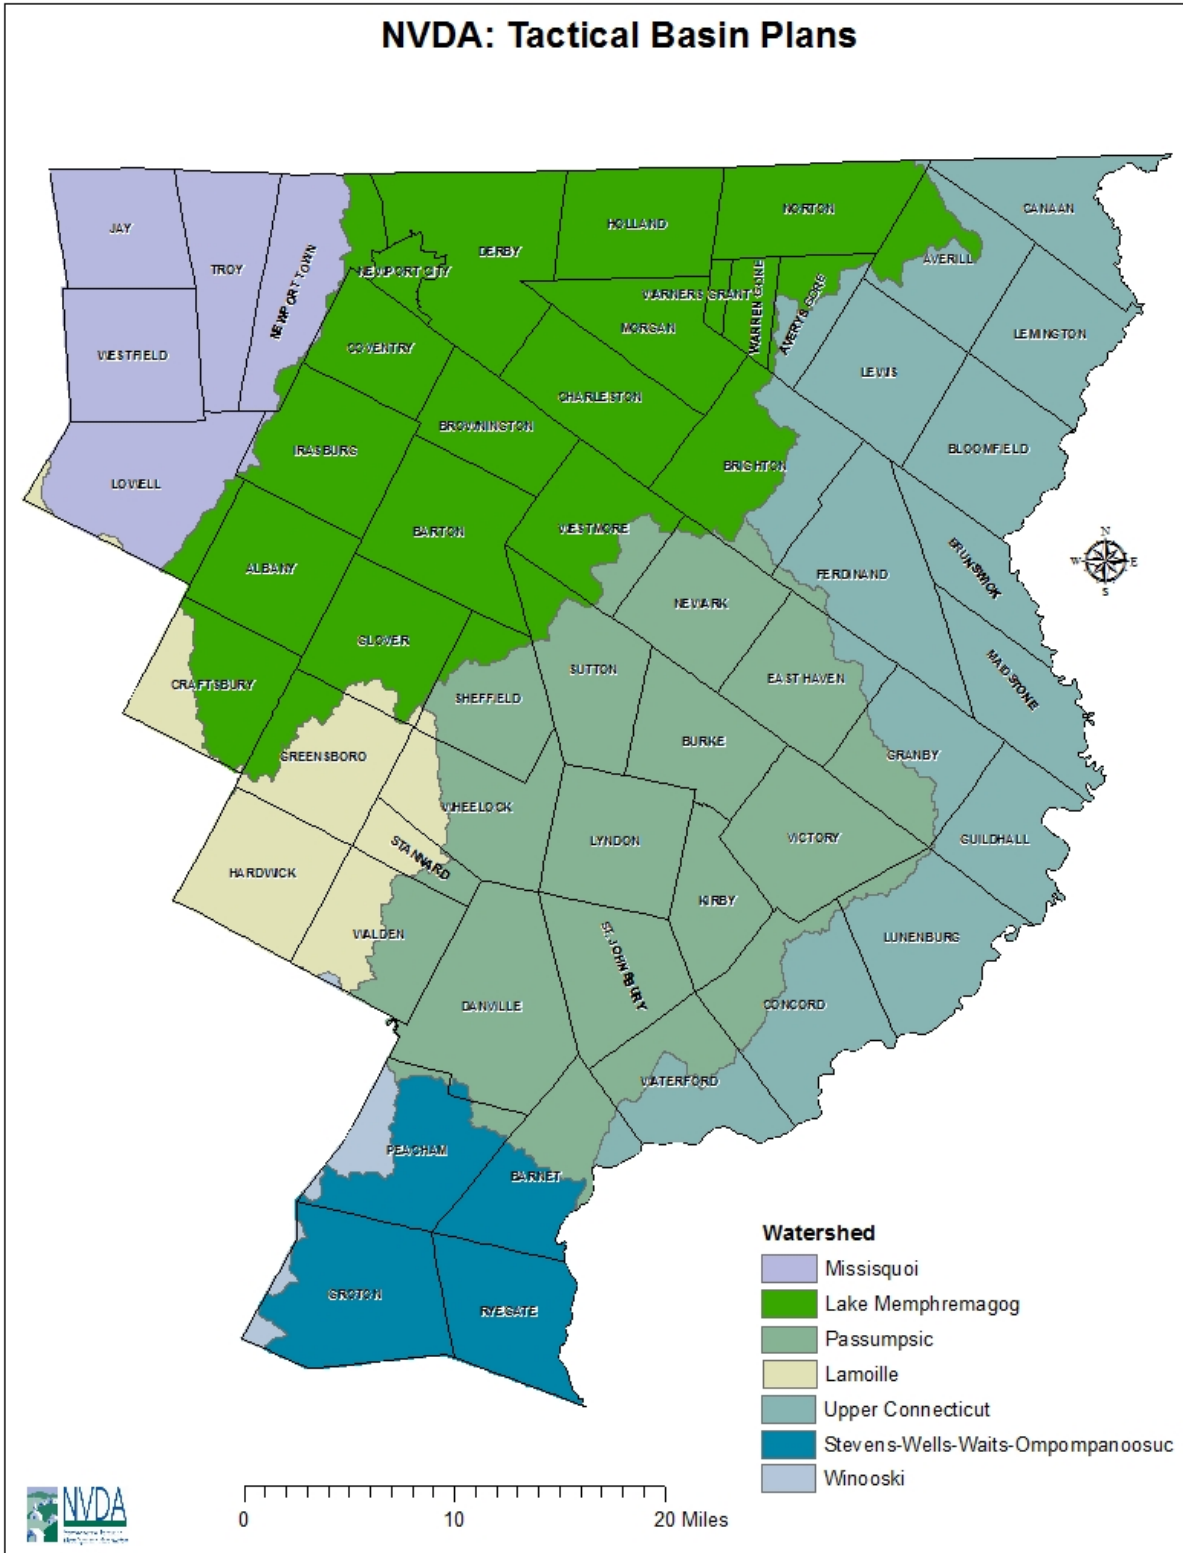 NVDA: Tactical Basin Plans
CANAAN
NORTON
HOLLAND
JAY
DERBY
AVERILL
TROY
NEWPORT CITY
NEWPORT TOWN
WARNERS GRANT
WARREN GORE
AVERYS GORE
MORGAN
LEMINGTON
COVENTRY
WESTFIELD
LEWIS
CHARLESTON
BROWNINGTON
BLOOMFIELD
IRASBURG
BRIGHTON
LOWELL
WESTMORE
BARTON
N
W
E
S
BRUNSWICK
ALBANY
FERDINAND
NEWARK
GLOVER
SUTTON
EAST HAVEN
MAIDSTONE
CRAFTSBURY
SHEFFIELD
BURKE
GREENSBORO
GRANBY
WHEELOCK
LYNDON
VICTORY
GUILDHALL
STANNARD
HARDWICK
KIRBY
WALDEN
LUNENBURG
ST. JOHNSBURY
DANVILLE
CONCORD
WATERFORD
PEACHAM
BARNET
GROTON
RYEGATE
Watershed
Missisquoi
Lake Memphremagog
Passumpsic
Lamoille
Upper Connecticut
Stevens-Wells-Waits-Ompompanoosuc
Winooski
NVDA
0 10 20 Miles